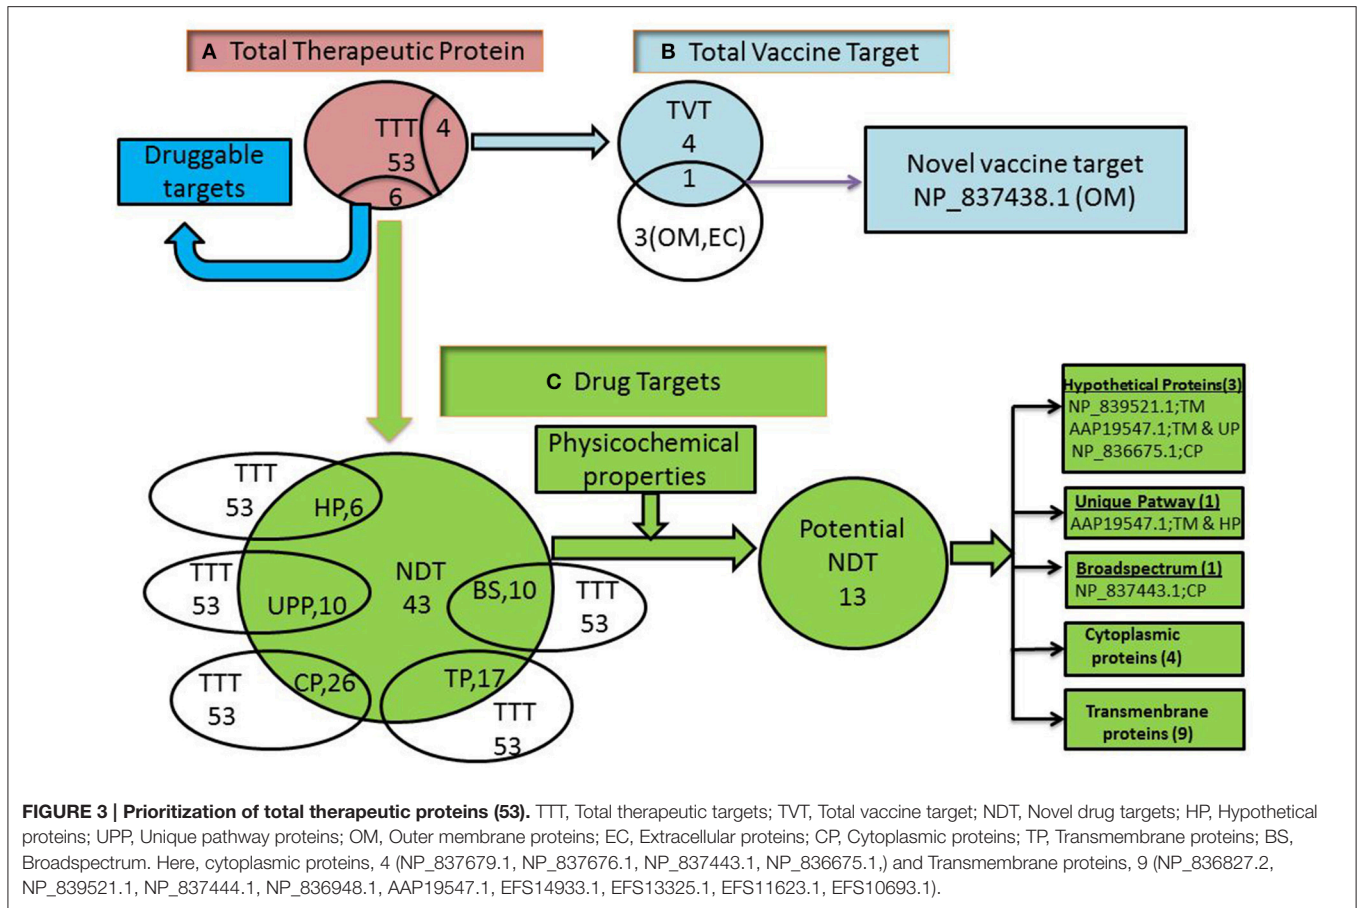 A Total Therapeutic Protein
B Total Vaccine Target
TTT
53
4
6
Druggable
targets
TVT
4
1
3(OM,EC)
Novel vaccine target
NP_837438.1 (OM)
C Drug Targets
Physicochemical
properties
TTT
53
HP,6
TTT
53
UPP,10
NDT
43
BS,10
TTT
53
TTT
53
CP,26
TP,17
TTT
53
Potential
NDT
13
Hypothetical Proteins(3)
NP_839521.1;TM
AAP19547.1;TM & UP
NP_836675.1;CP
Unique Patway (1)
AAP19547.1;TM & HP
Broadspectrum (1)
NP_837443.1;CP
Cytoplasmic
proteins (4)
Transmenbrane
proteins (9)
FIGURE 3 | Prioritization of total therapeutic proteins (53). TTT, Total therapeutic targets; TVT, Total vaccine target; NDT, Novel drug targets; HP, Hypothetical
proteins; UPP, Unique pathway proteins; OM, Outer membrane proteins; EC, Extracellular proteins; CP, Cytoplasmic proteins; TP, Transmembrane proteins; BS,
Broadspectrum. Here, cytoplasmic proteins, 4 (NP_837679.1, NP_837676.1, NP_837443.1, NP_836675.1,) and Transmembrane proteins, 9 (NP_836827.2,
NP_839521.1, NP_837444.1, NP_836948.1, AAP19547.1, EFS14933.1, EFS13325.1, EFS11623.1, EFS10693.1).